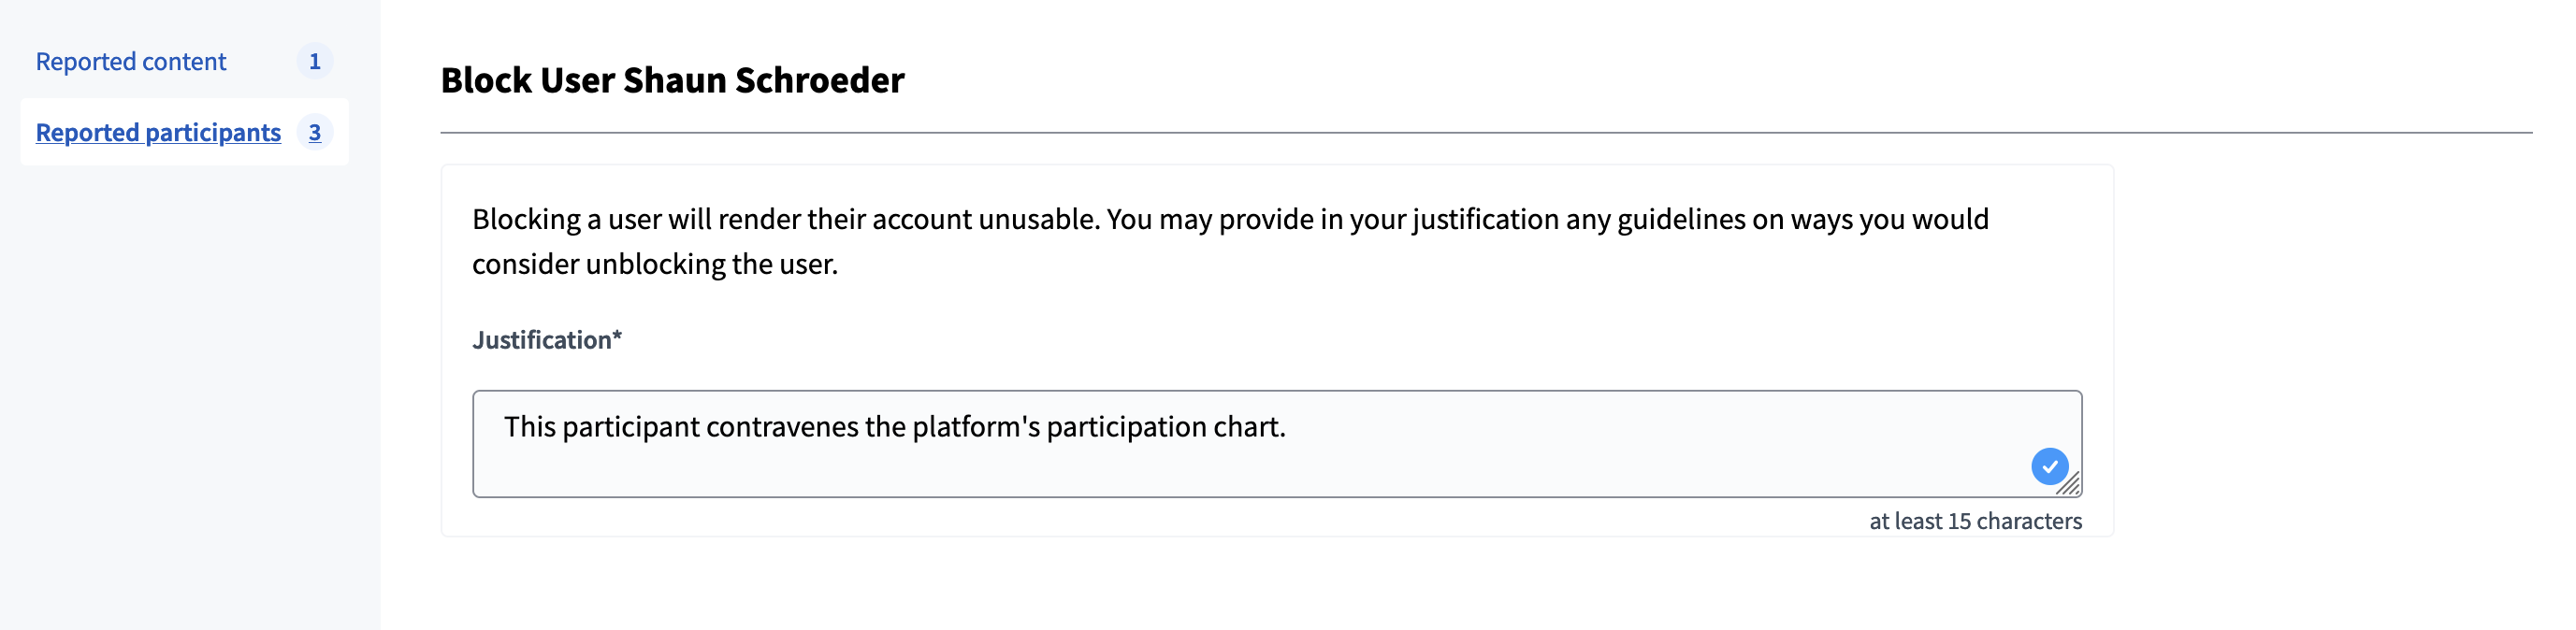 Reported content 1
Reported participants 3
Block User Shaun Schroeder
Blocking a user will render their account unusable. You may provide in your justification any guidelines on ways you would
consider unblocking the user.
Justification*
This participant contravenes the platform's participation chart.
at least 15 characters